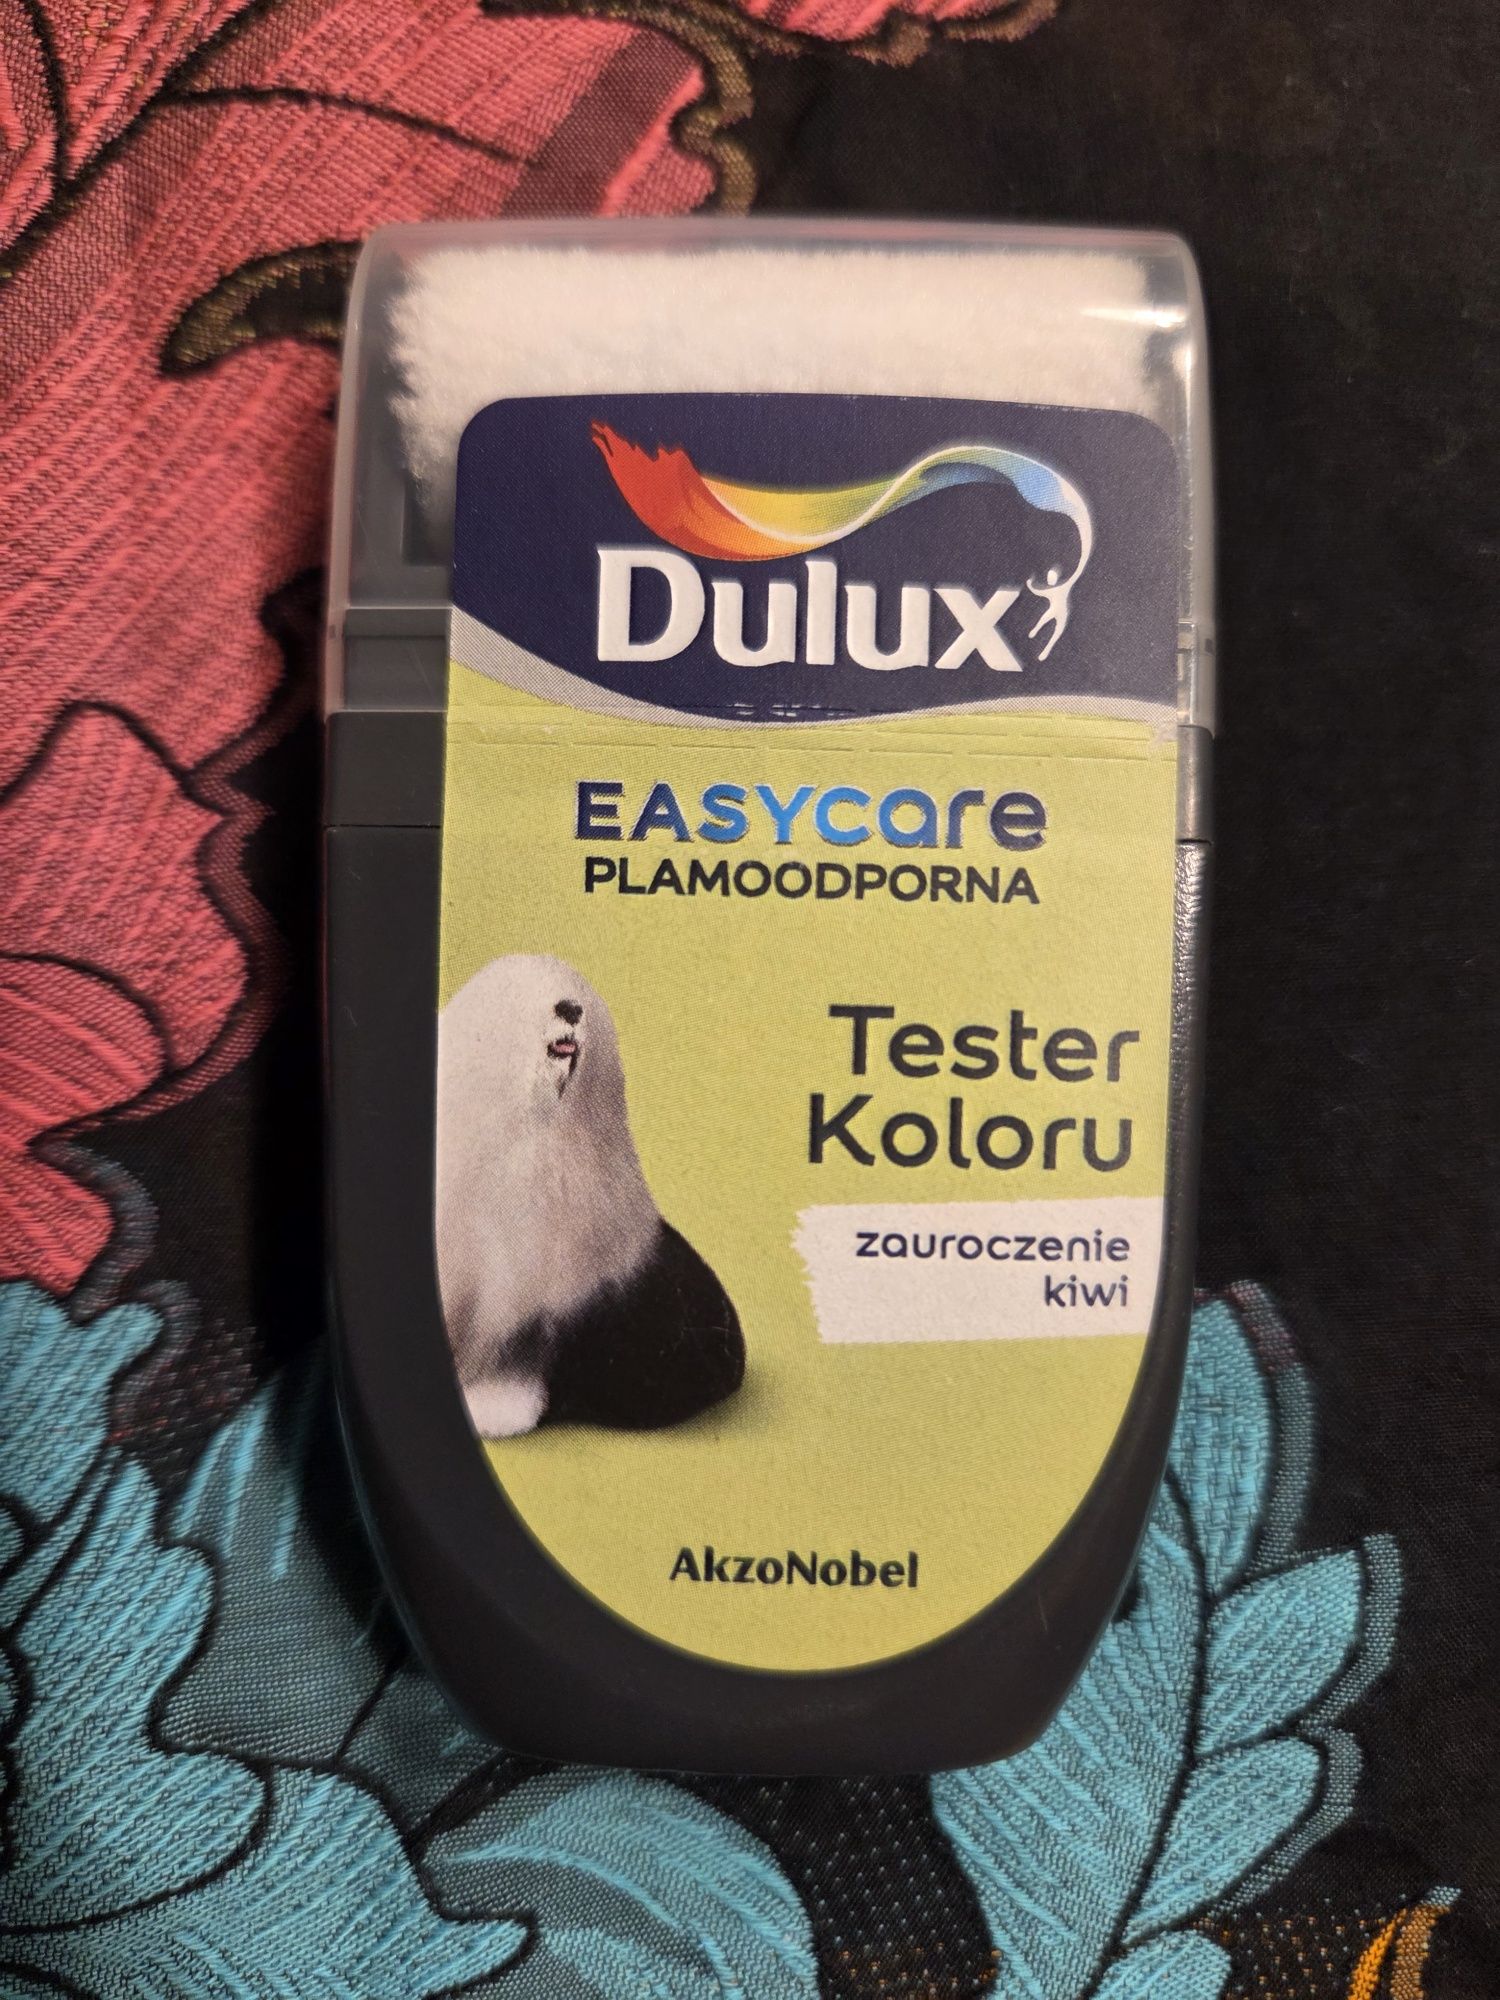 Dulux
EASYCare
PLAMOODPORNA
Tester
Koloru
zauroczenie
kiwi
AkzoNobel